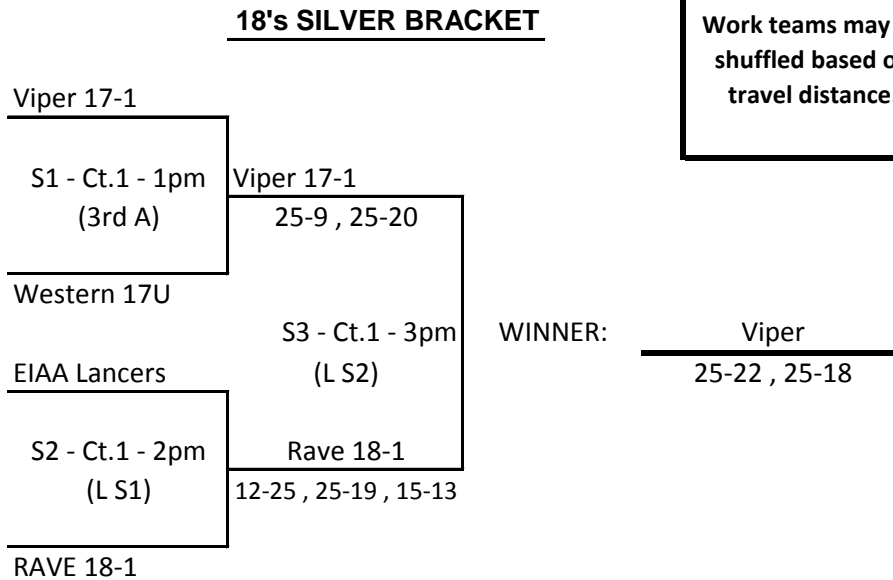 18's SILVER BRACKET
Work teams may
shuffled based
travel distance
Viper 17-1
S1 - Ct.1 - 1pm
(3rd A)
Viper 17-1
25-9 , 25-20
Western 17U
S3 - Ct.1 - 3pm
(L S2)
WINNER:
Viper
25-22 , 25-18
EIAA Lancers
S2 - Ct.1 - 2pm
(L S1)
Rave 18-1
12-25 , 25-19 , 15-13
RAVE 18-1